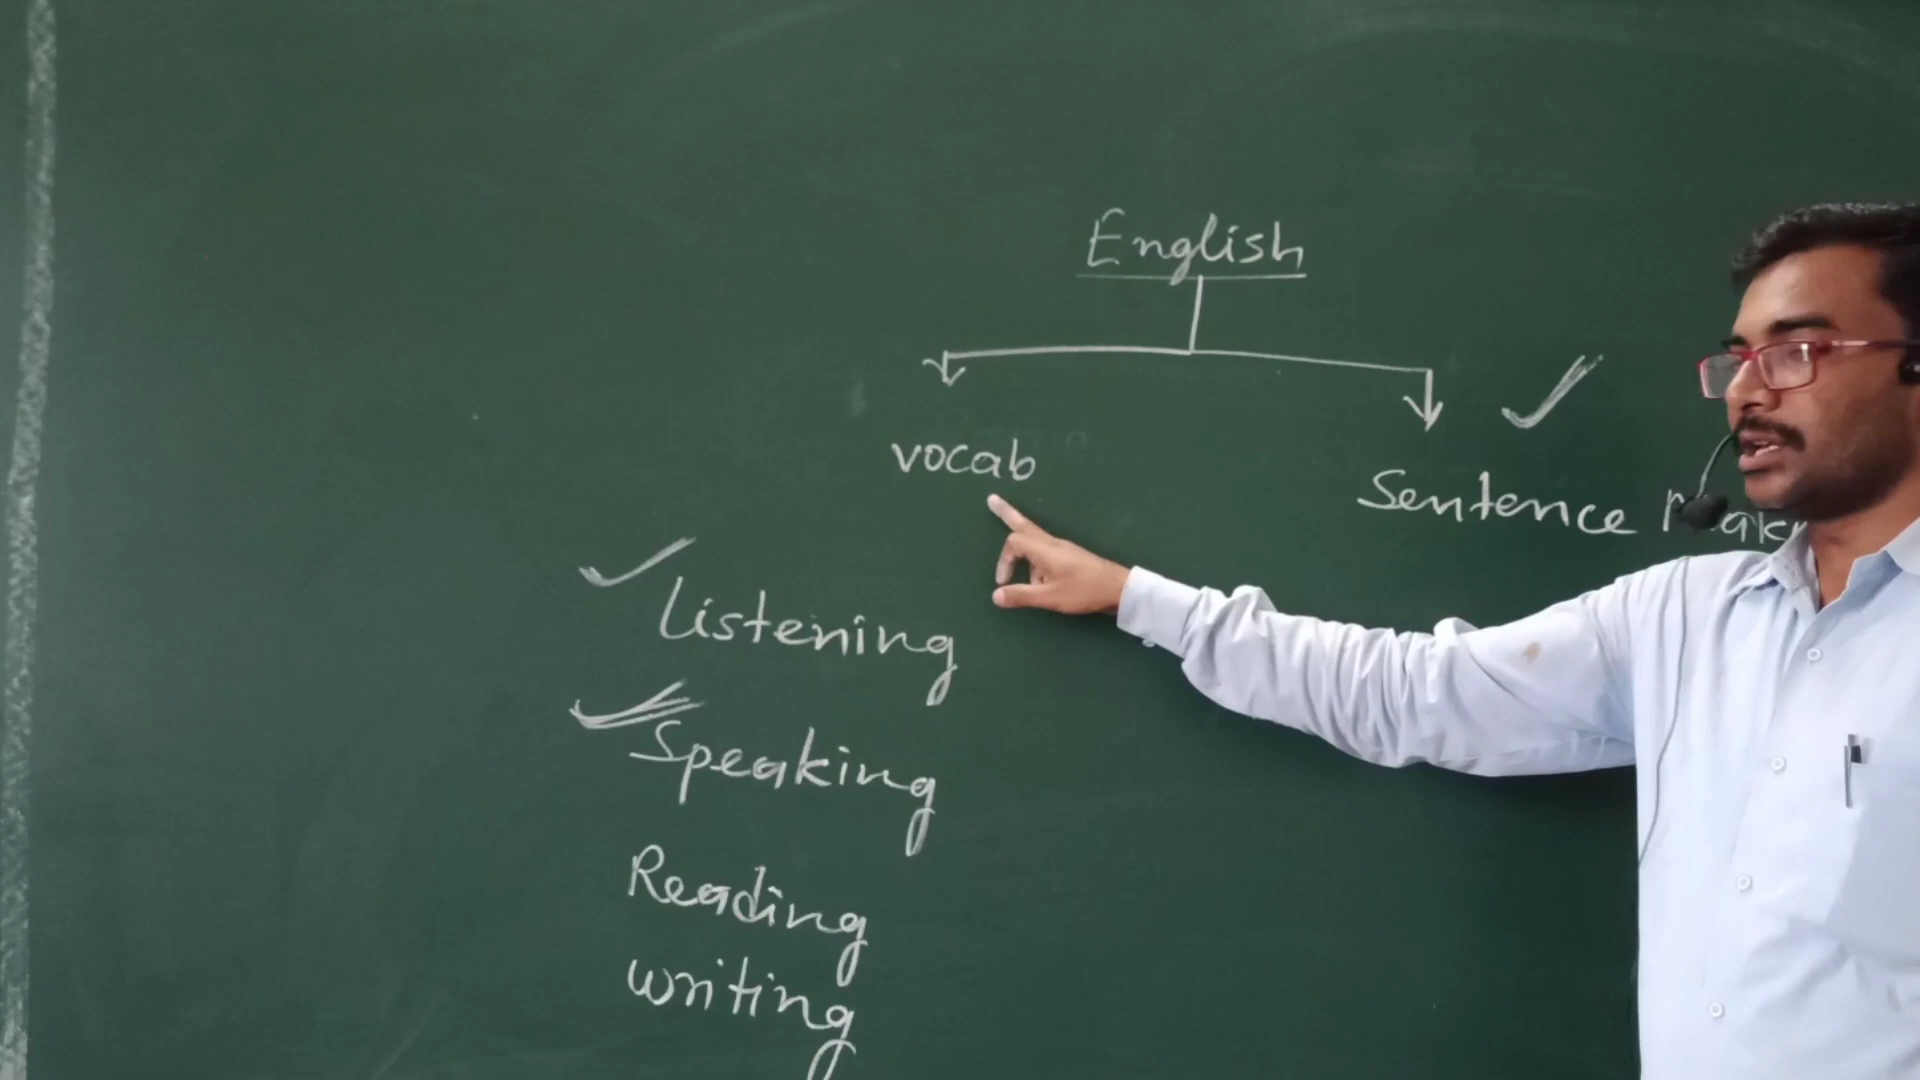 English
vocab
Sentence
Listening
Speaking
Reading
writing